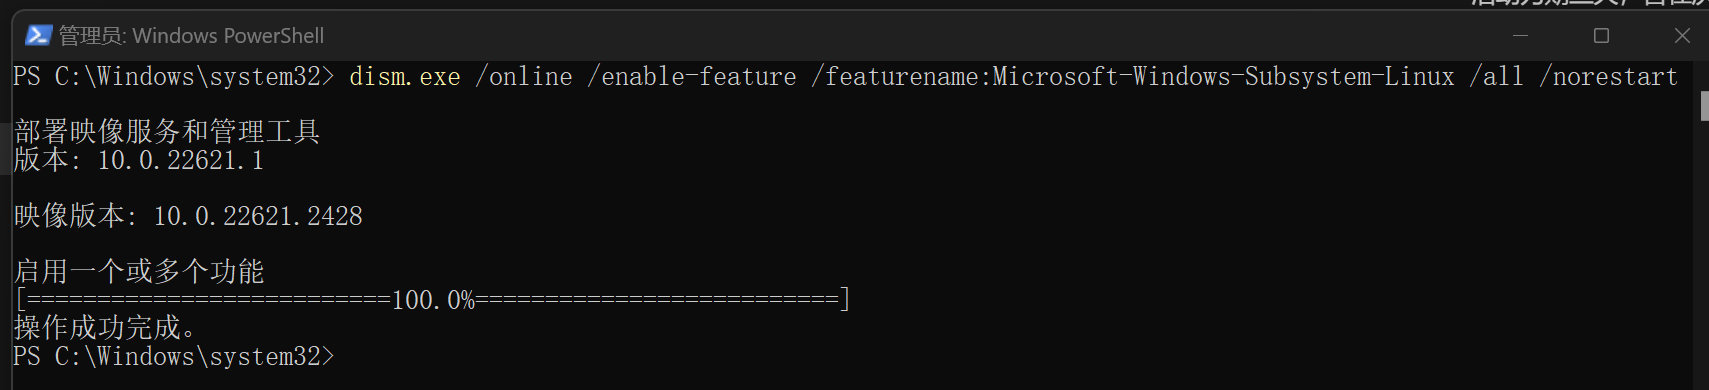 管理员: Windows PowerShell
PS C:\Windows\system32> dism.exe /online /enable-feature /featurename:Microsoft-Windows-Subsystem-Linux /all /norestart
部署映像服务和管理工具
版本: 10.0.22621.1
映像版本: 10.0.22621.2428
启用一个或多个功能
[==========================100.0%==========================]
操作成功完成。
PS C:\Windows\system32>